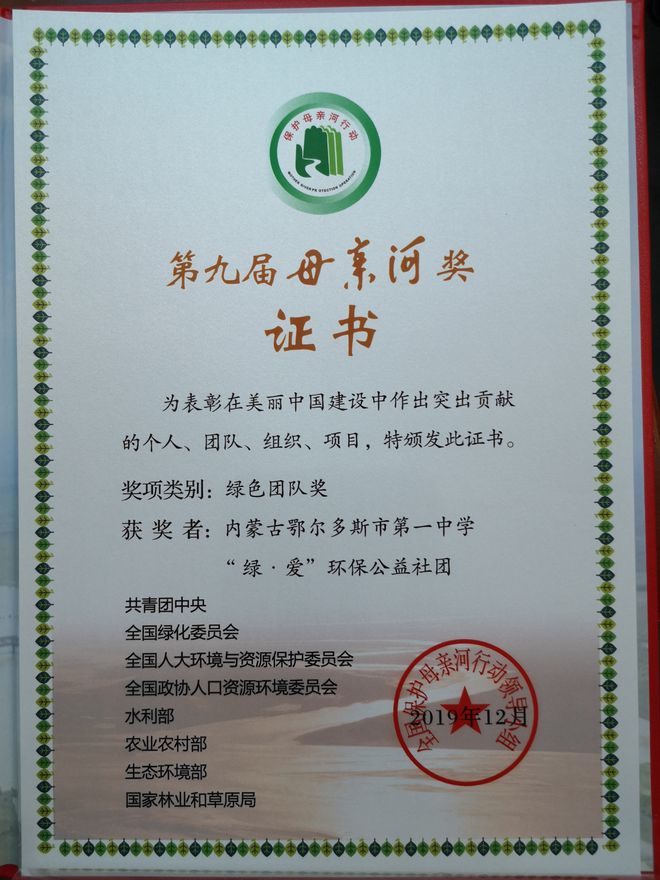 保护母亲河行动
MOTHER RIVER PROTECTION OPERATION
第九届母亲河奖
证书
为表彰在美丽中国建设中作出突出贡献
的个人、团队、组织、项目，特颁发此证书。
奖项类别：绿色团队奖
获奖者：内蒙古鄂尔多斯市第一中学
“绿·爱”环保公益社团
共青团中央
全国绿化委员会
全国人大环境与资源保护委员会
全国政协人口资源环境委员会
水利部
农业农村部
生态环境部
国家林业和草原局
全国保护母亲河行动领导小组
2019年12月